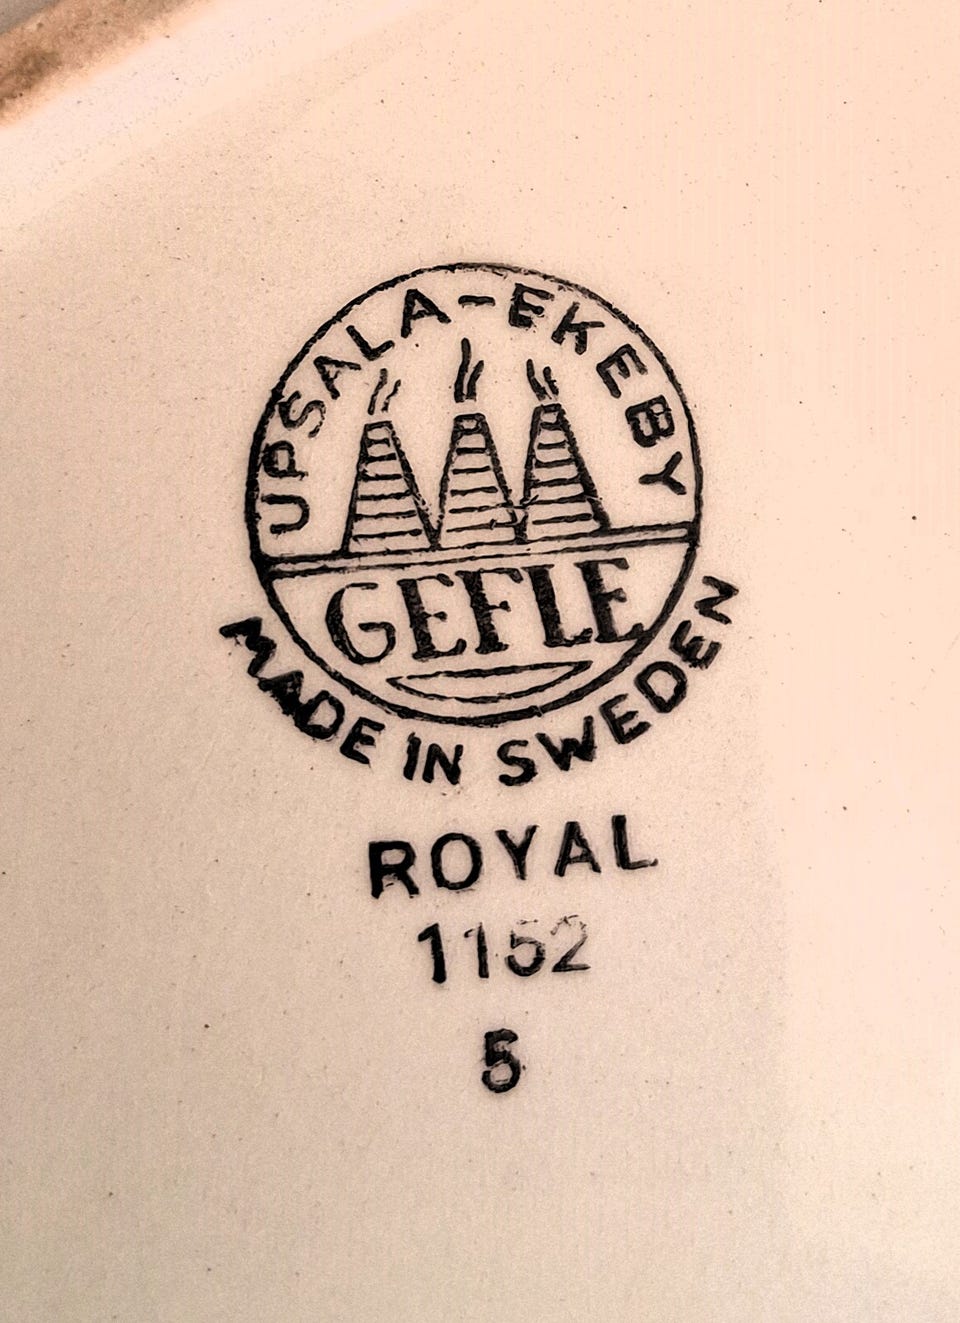 UPSALA-EKEBY
GEFLE
MADE IN SWEDEN
ROYAL
1152
5